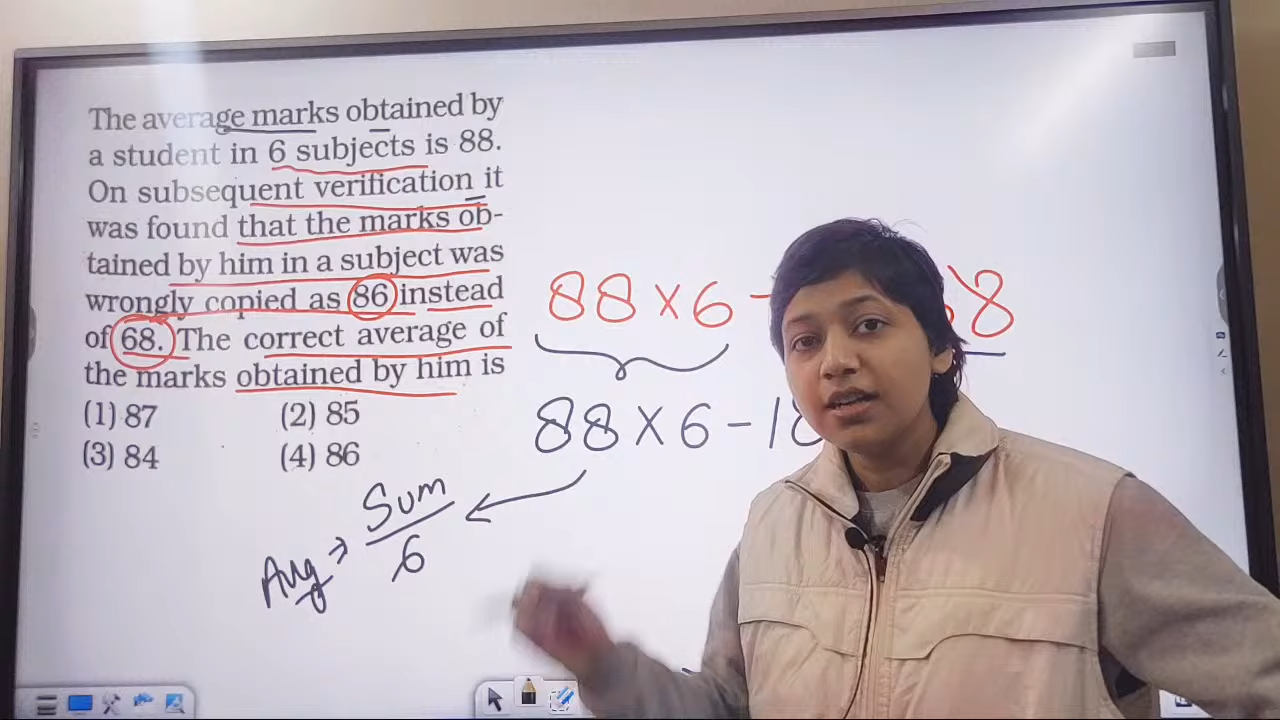 The average marks obtained by
a student in 6 subjects is 88.
On subsequent verification it
was found that the marks ob-
tained by him in a subject was
wrongly copied as 86 instead
of 68. The correct average of
the marks obtained by him is
(1) 87 (2) 85
(3) 84 (4) 86
88 × 6 - 68
88 × 6 - 18
Avg ⇒ Sum/6